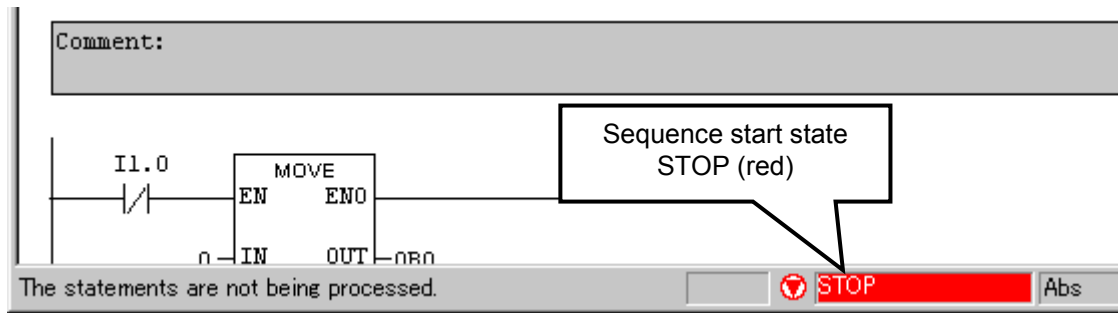 Comment:
Sequence start state
STOP (red)
I1.0
MOVE
EN ENO
0 IN OUT QB0
The statements are not being processed.
STOP
Abs